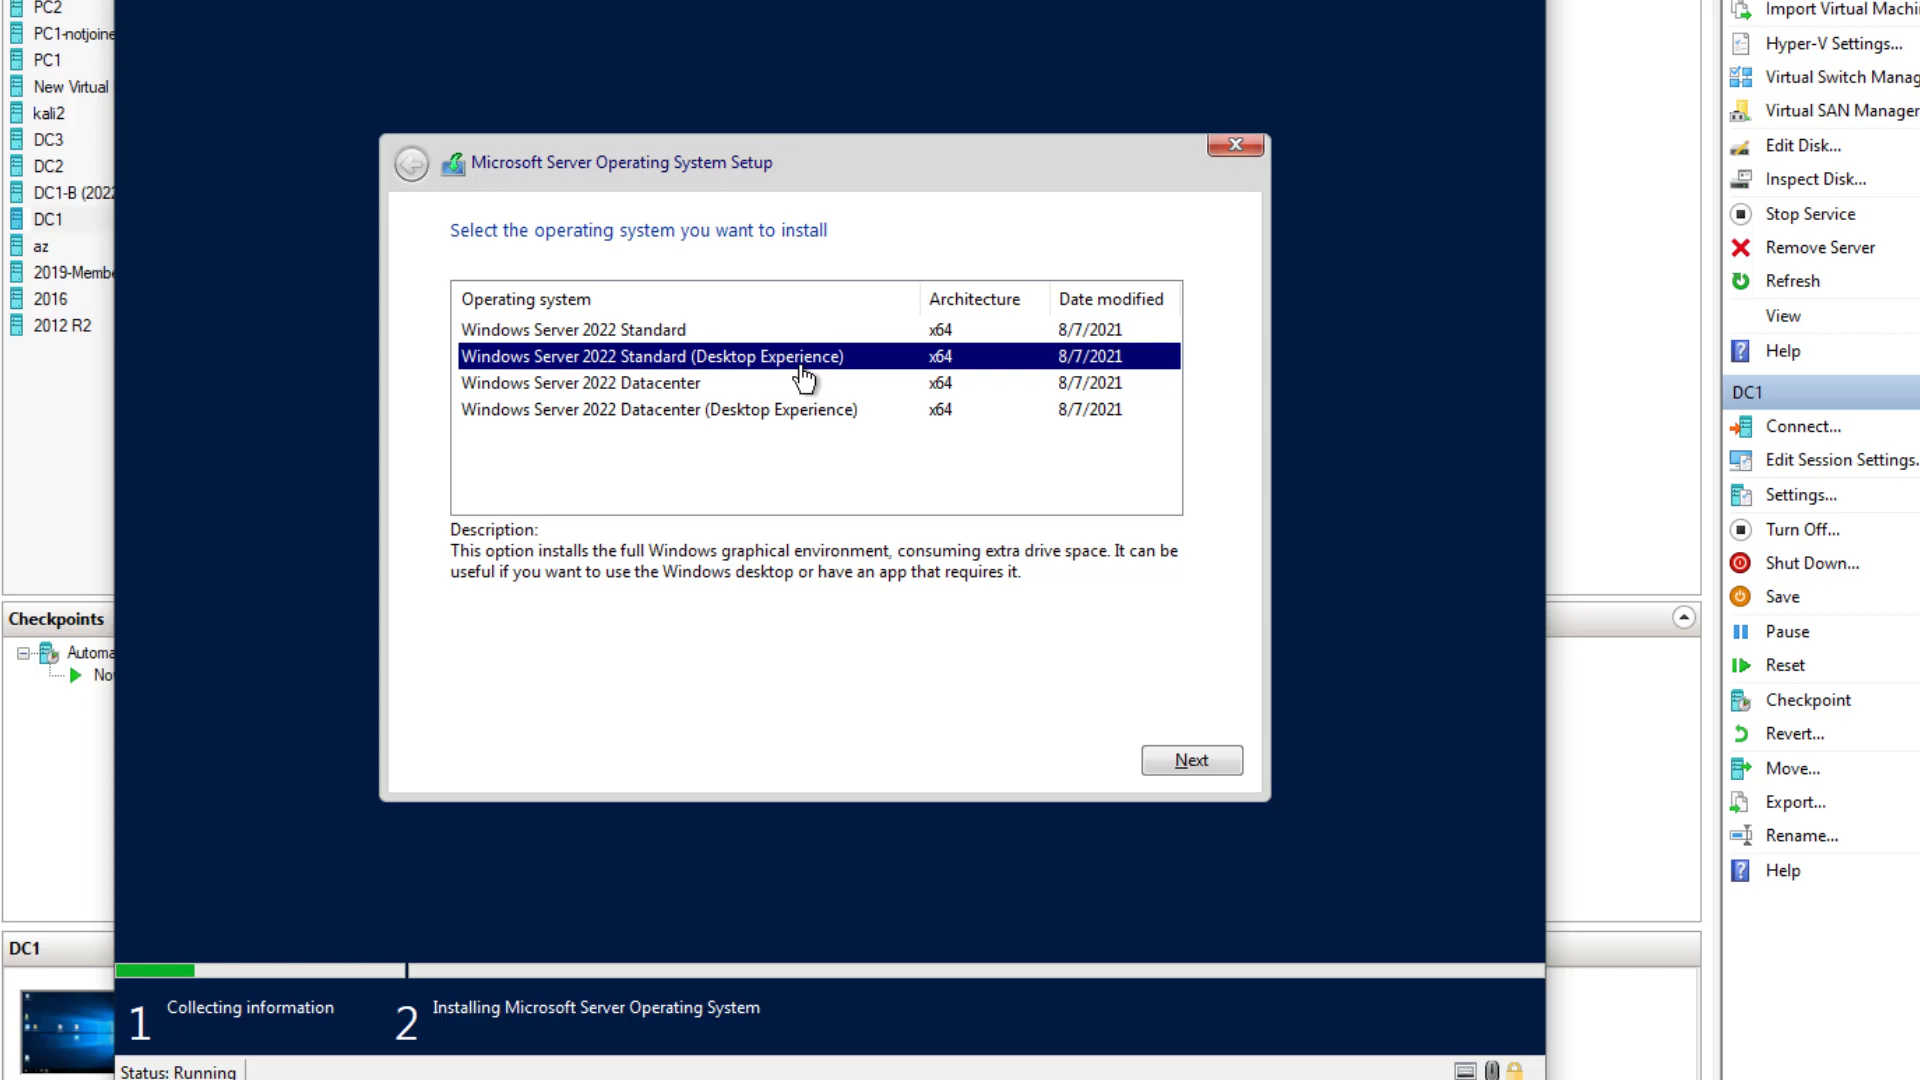 PC2
PC1-notjoine
PC1
New Virtual
kali2
DC3
DC2
DC1-B (2022
DC1
az
2019-Membe
2016
2012 R2
Checkpoints
Automa
No
DC1
Microsoft Server Operating System Setup
Select the operating system you want to install
Operating system Architecture Date modified
Windows Server 2022 Standard x64 8/7/2021
Windows Server 2022 Standard (Desktop Experience) x64 8/7/2021
Windows Server 2022 Datacenter x64 8/7/2021
Windows Server 2022 Datacenter (Desktop Experience) x64 8/7/2021
Description:
This option installs the full Windows graphical environment, consuming extra drive space. It can be
useful if you want to use the Windows desktop or have an app that requires it.
Next
1 Collecting information 2 Installing Microsoft Server Operating System
Status: Running
Import Virtual Machi
Hyper-V Settings...
Virtual Switch Manag
Virtual SAN Manager
Edit Disk...
Inspect Disk...
Stop Service
Remove Server
Refresh
View
Help
DC1
Connect...
Edit Session Settings.
Settings...
Turn Off...
Shut Down...
Save
Pause
Reset
Checkpoint
Revert...
Move...
Export...
Rename...
Help